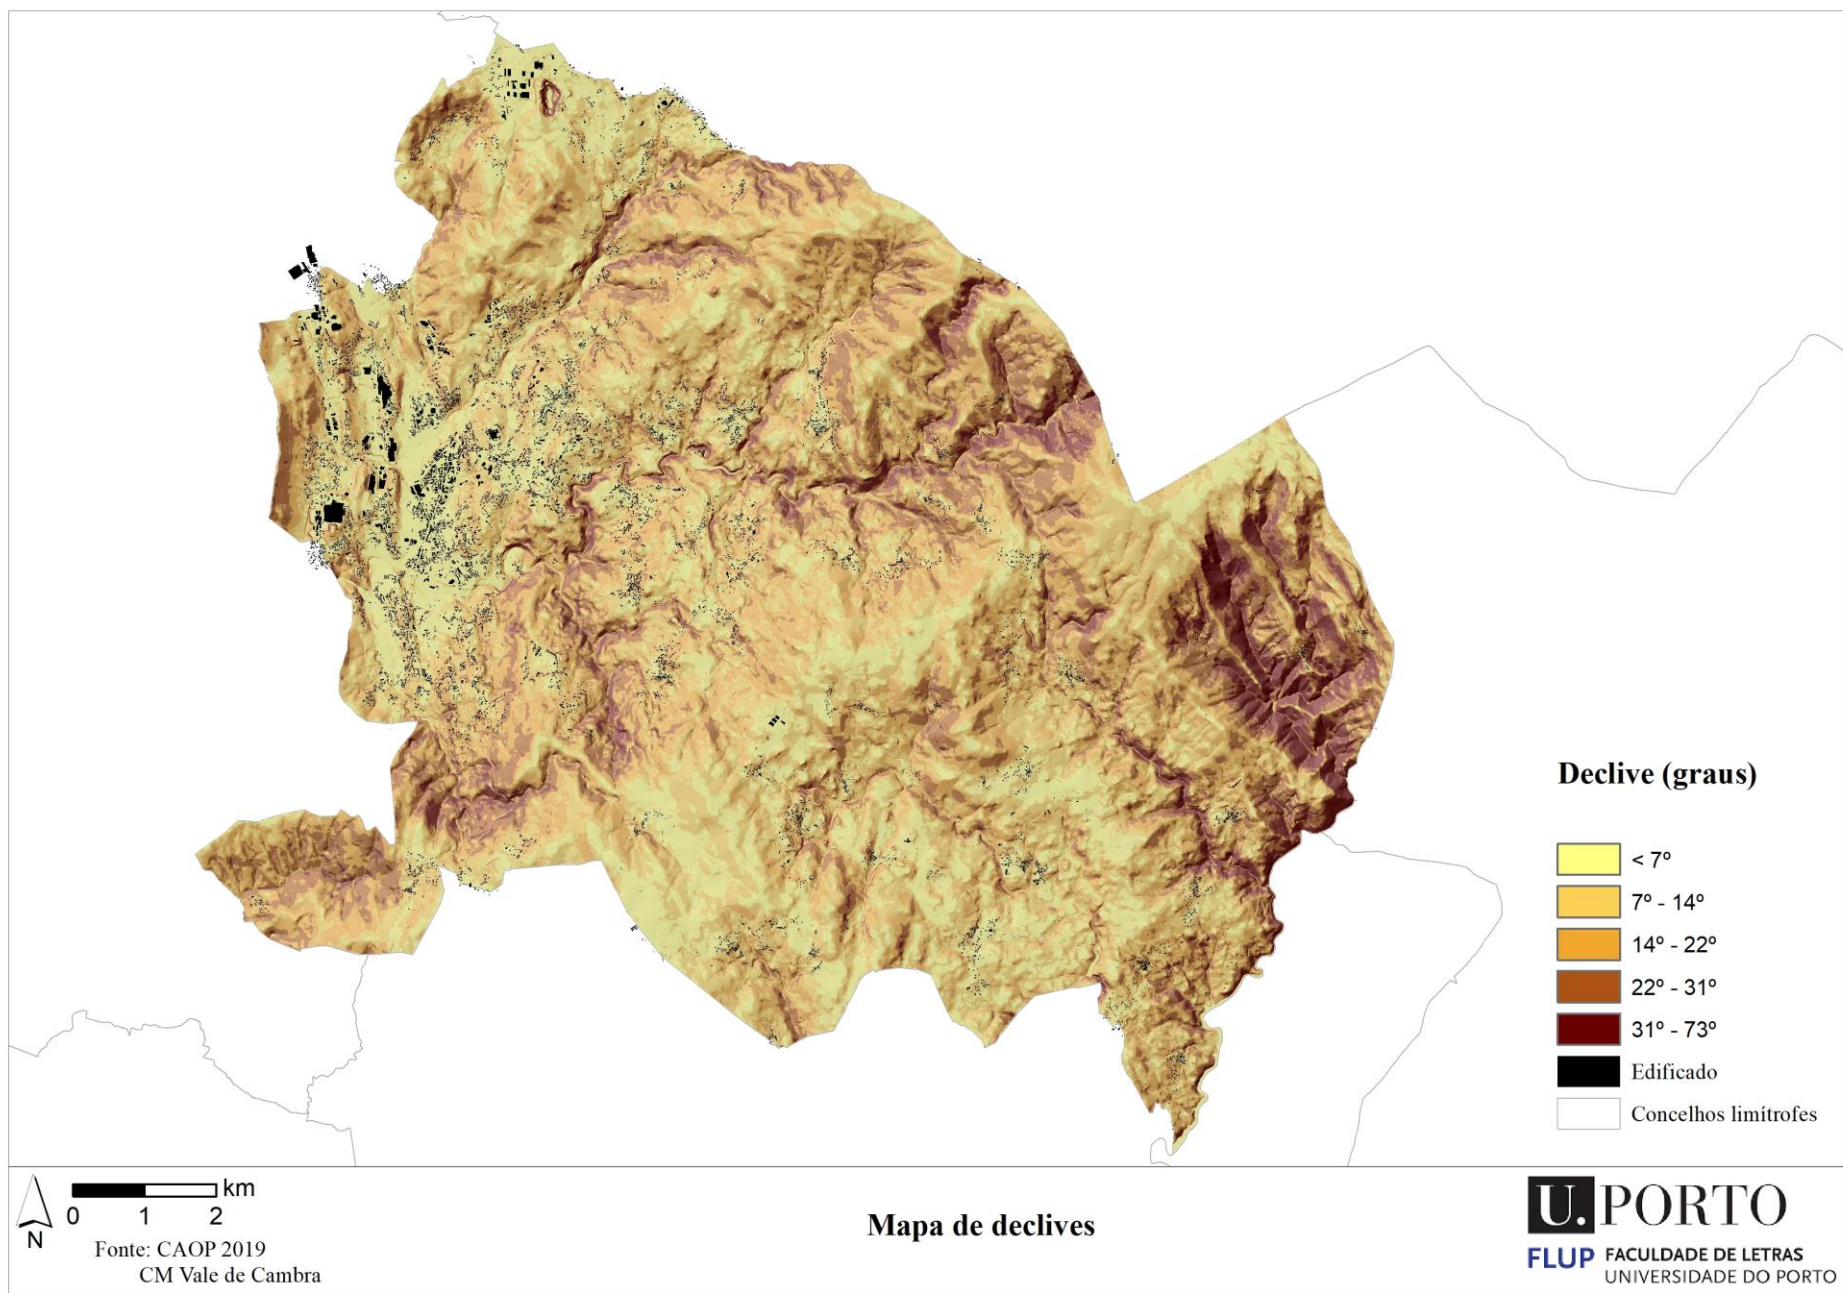 Declive (graus)
< 7º
7º - 14º
14º - 22º
22º - 31º
31º - 73º
Edificado
Concelhos limítrofes
km
0 1 2
N
Fonte: CAOP 2019
CM Vale de Cambra
Mapa de declives
U. PORTO
FLUP FACULDADE DE LETRAS
UNIVERSIDADE DO PORTO